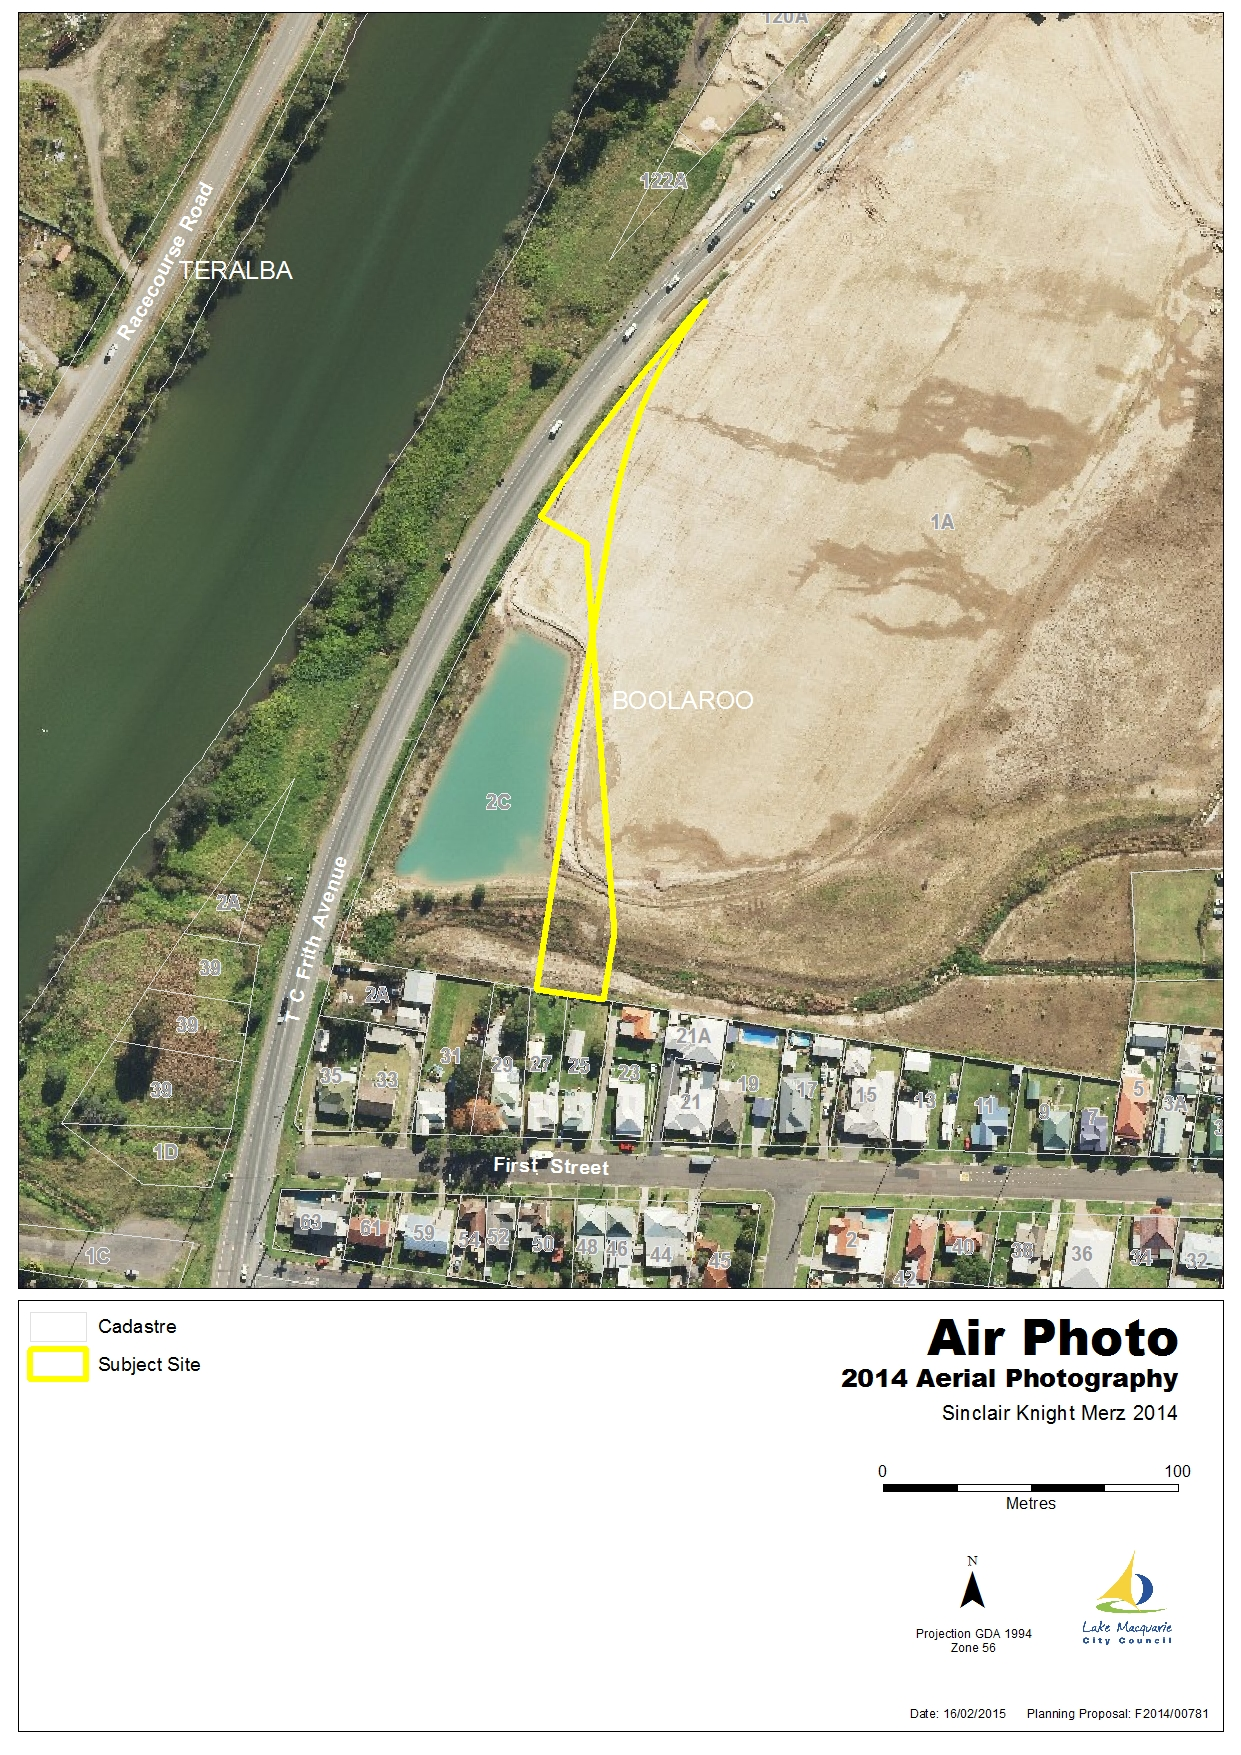 120A
122A
Racecourse Road
TERALBA
1A
BOOLAROO
2C
2A
T C Frith Avenue
39
2A
39
39
1D
1C
31
29
27
25
35
33
23
21A
21
19
17
15
13
11
9
7
5
3A
3
First Street
63
61
59
54
52
50
48
46
44
45
2
42
40
38
36
34
32
Cadastre
Subject Site
Air Photo
2014 Aerial Photography
Sinclair Knight Merz 2014
0 100
Metres
N
Projection GDA 1994
Zone 56
Lake Macquarie
City Council
Date: 16/02/2015 Planning Proposal: F2014/00781